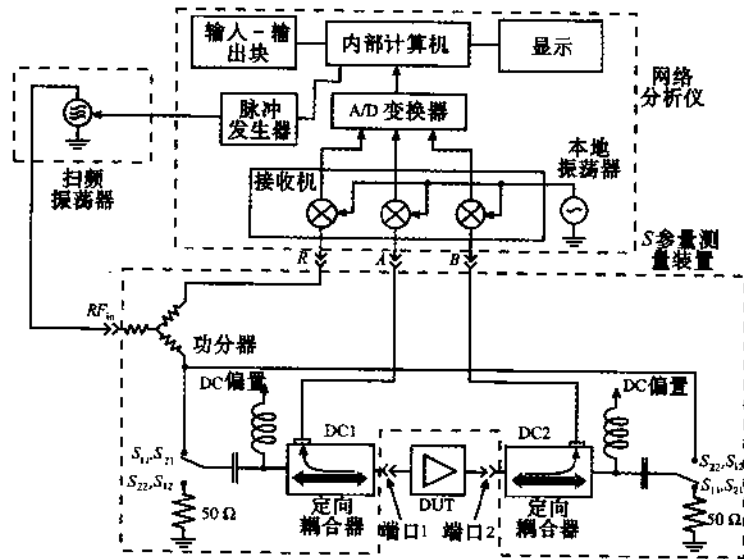 输入-输
出块
内部计算机
显示
网络
分析仪
脉冲
发生器
A/D 变换器
扫频
振荡器
本地
振荡器
接收机
S参量测
量装置
R
A
B
RFin
功分器
DC偏置
DC偏置
DC1
DC2
S11,S21
S22,S12
50 Ω
定向
耦合器
端口1
DUT
端口2
定向
耦合器
S22,S12
S11,S21
50 Ω